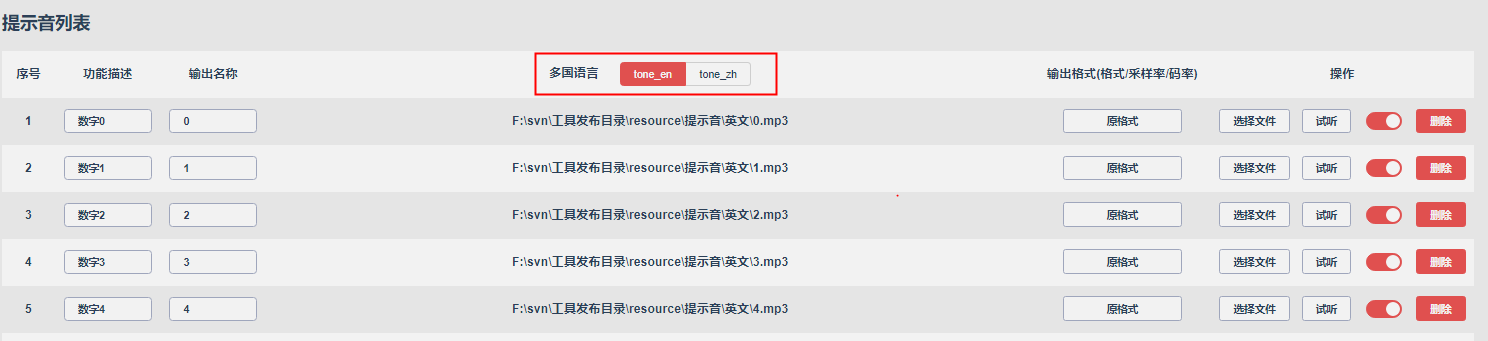 提示音列表
序号 功能描述 输出名称 多国语言 tone_en tone_zh 输出格式(格式/采样率/码率) 操作
1 数字0 0 F:\svn\工具发布目录\resource\提示音\英文\0.mp3 原格式 选择文件 试听 删除
2 数字1 1 F:\svn\工具发布目录\resource\提示音\英文\1.mp3 原格式 选择文件 试听 删除
3 数字2 2 F:\svn\工具发布目录\resource\提示音\英文\2.mp3 原格式 选择文件 试听 删除
4 数字3 3 F:\svn\工具发布目录\resource\提示音\英文\3.mp3 原格式 选择文件 试听 删除
5 数字4 4 F:\svn\工具发布目录\resource\提示音\英文\4.mp3 原格式 选择文件 试听 删除